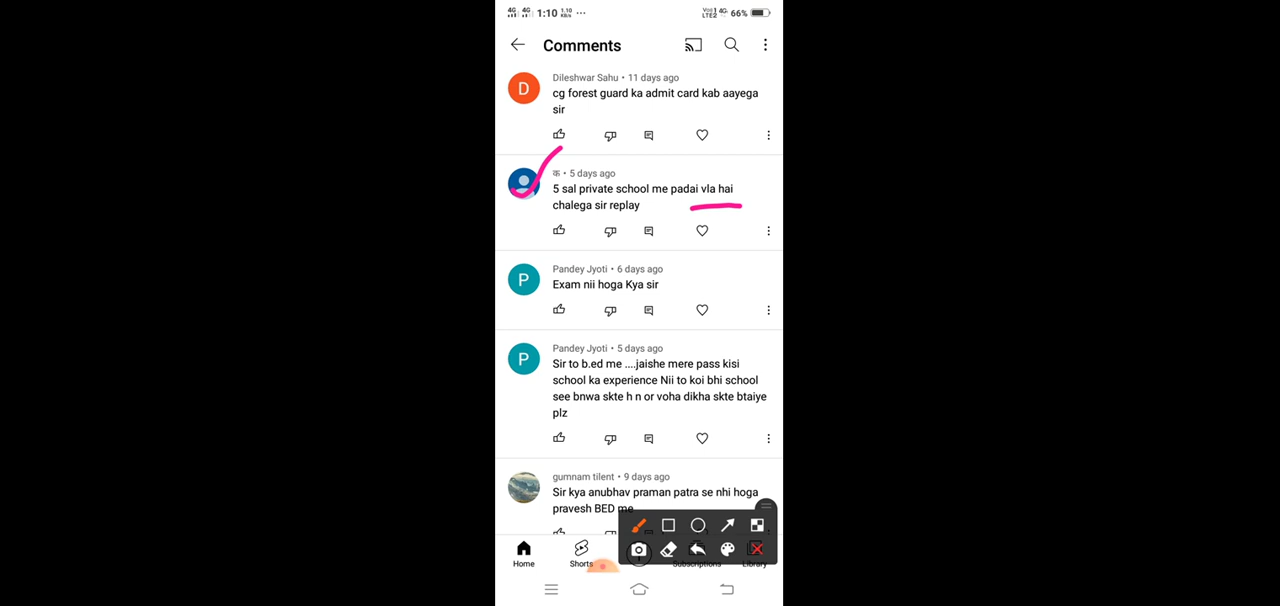 4G 4G 1:10 1.10 KB/s ...
Vo)) 1 4G LTE2 66%
Comments
D
Dileshwar Sahu • 11 days ago
cg forest guard ka admit card kab aayega
sir
क • 5 days ago
5 sal private school me padai vla hai
chalega sir replay
P
Pandey Jyoti • 6 days ago
Exam nii hoga Kya sir
P
Pandey Jyoti • 5 days ago
Sir to b.ed me ....jaishe mere pass kisi
school ka experience Nii to koi bhi school
see bnwa skte h n or voha dikha skte btaiye
plz
gumnam tilent • 9 days ago
Sir kya anubhav praman patra se nhi hoga
pravesh BED me
Home Shorts Subscriptions Library